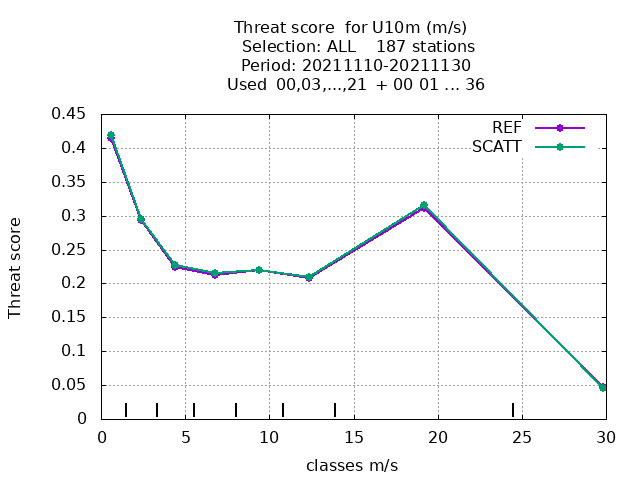 Threat score  for U10m (m/s)
Selection: ALL    187 stations
Period: 20211110-20211130
Used  00,03,...,21  + 00 01 ... 36
REF
SCATT
0.45
0.4
0.35
0.3
0.25
0.2
0.15
0.1
0.05
0
Threat score
0 5 10 15 20 25 30
classes m/s